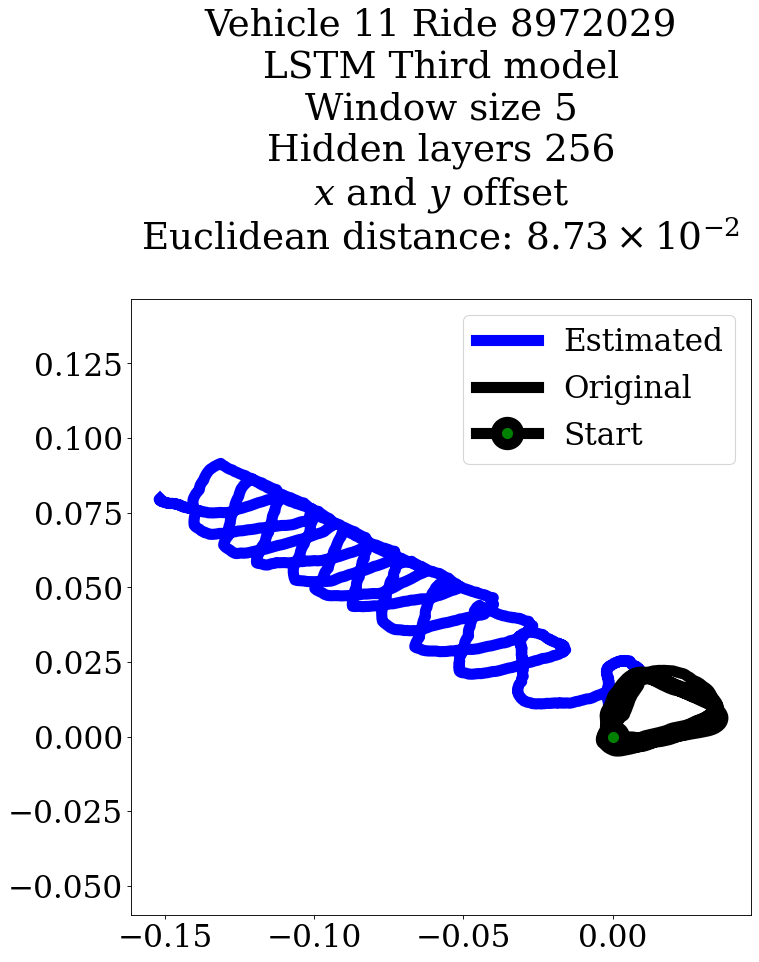 Vehicle 11 Ride 8972029
LSTM Third model
Window size 5
Hidden layers 256
x and y offset
Euclidean distance: 8.73 × 10⁻²
Estimated
Original
Start
0.125
0.100
0.075
0.050
0.025
0.000
−0.025
−0.050
−0.15 −0.10 −0.05 0.00